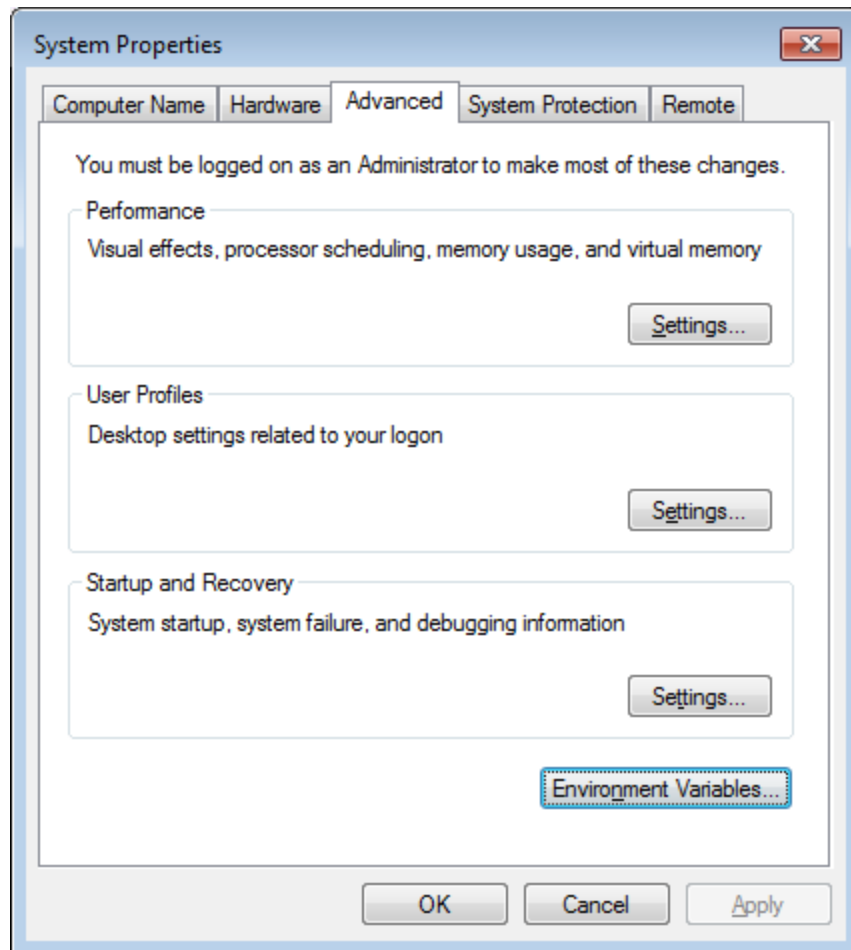 System Properties
Computer Name
Hardware
Advanced
System Protection
Remote
You must be logged on as an Administrator to make most of these changes.
Performance
Visual effects, processor scheduling, memory usage, and virtual memory
Settings...
User Profiles
Desktop settings related to your logon
Settings...
Startup and Recovery
System startup, system failure, and debugging information
Settings...
Environment Variables...
OK
Cancel
Apply